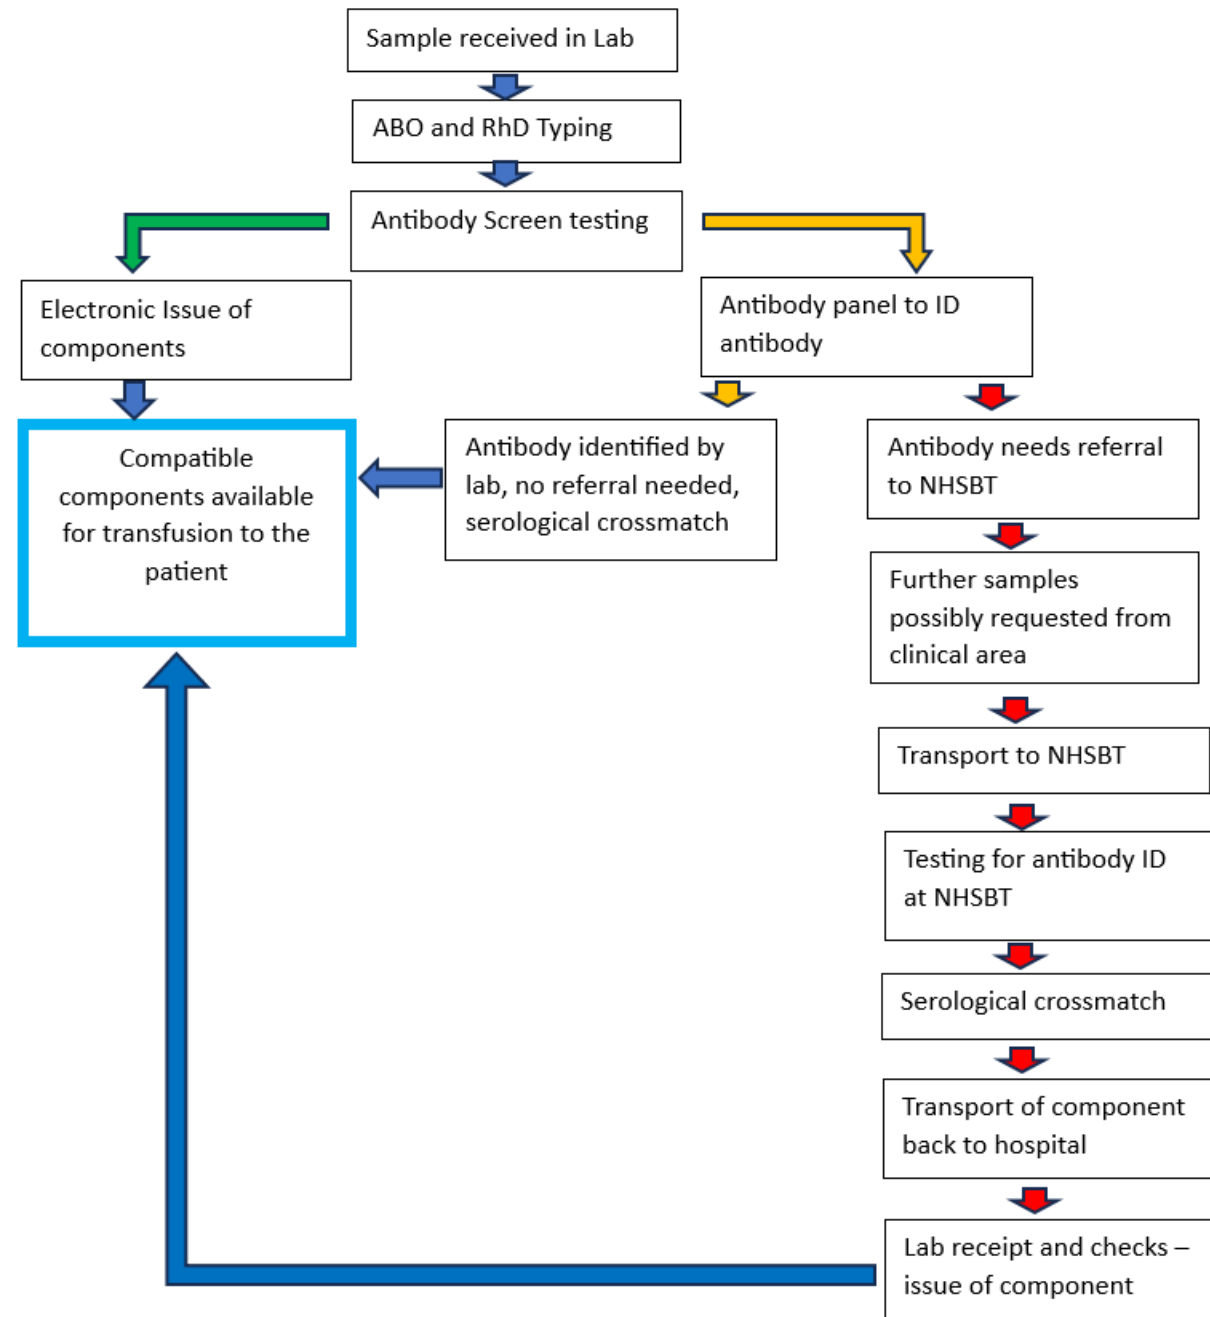 Sample received in Lab
ABO and RhD Typing
Antibody Screen testing
Electronic Issue of
components
Antibody panel to ID
antibody
Compatible
components available
for transfusion to the
patient
Antibody identified by
lab, no referral needed,
serological crossmatch
Antibody needs referral
to NHSBT
Further samples
possibly requested from
clinical area
Transport to NHSBT
Testing for antibody ID
at NHSBT
Serological crossmatch
Transport of component
back to hospital
Lab receipt and checks –
issue of component